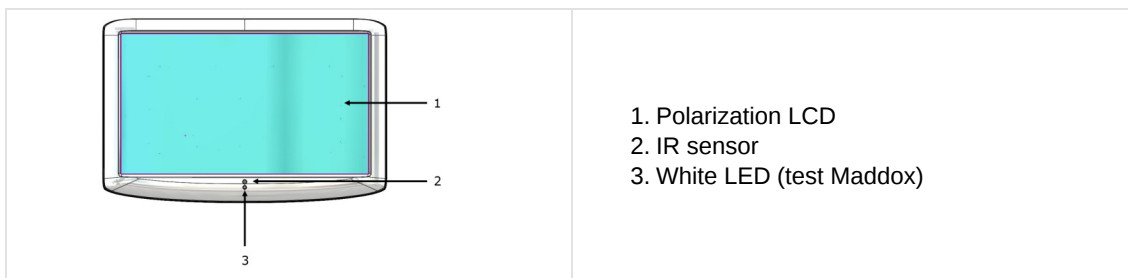 1
2
3
1. Polarization LCD
2. IR sensor
3. White LED (test Maddox)